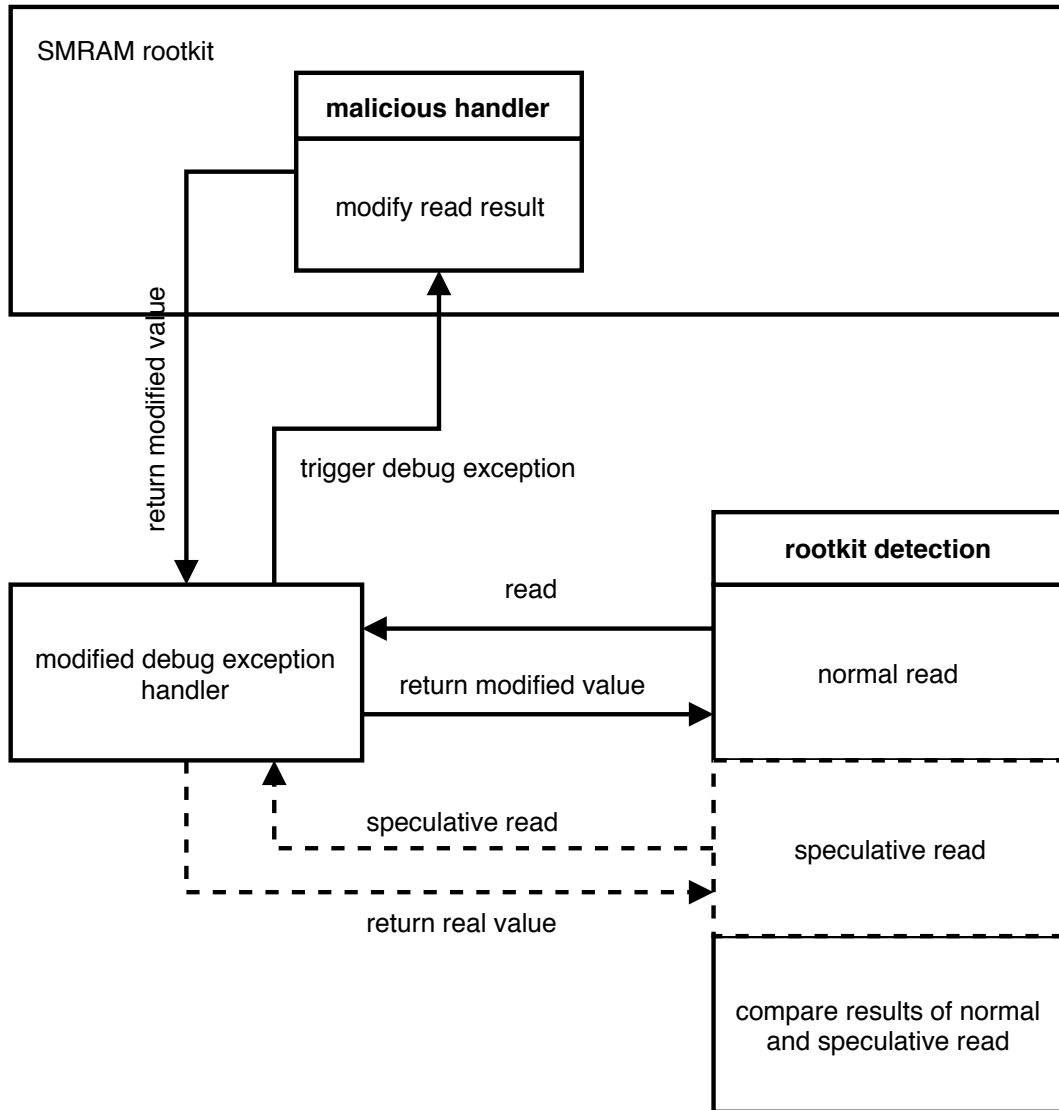 SMRAM rootkit
malicious handler
modify read result
return modified value
trigger debug exception
rootkit detection
read
normal read
modified debug exception
handler
return modified value
speculative read
speculative read
return real value
compare results of normal
and speculative read